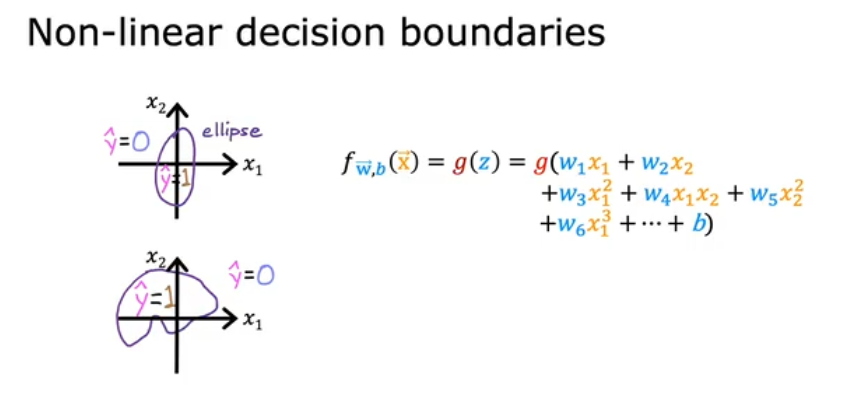 Non-linear decision boundaries
x₂
ŷ=0
ellipse
x₁
ŷ=1
f w⃗,b(x⃗) = g(z) = g(w₁x₁ + w₂x₂
+w₃x₁² + w₄x₁x₂ + w₅x₂²
+w₆x₁³ + ⋯ + b)
x₂
ŷ=0
ŷ=1
x₁